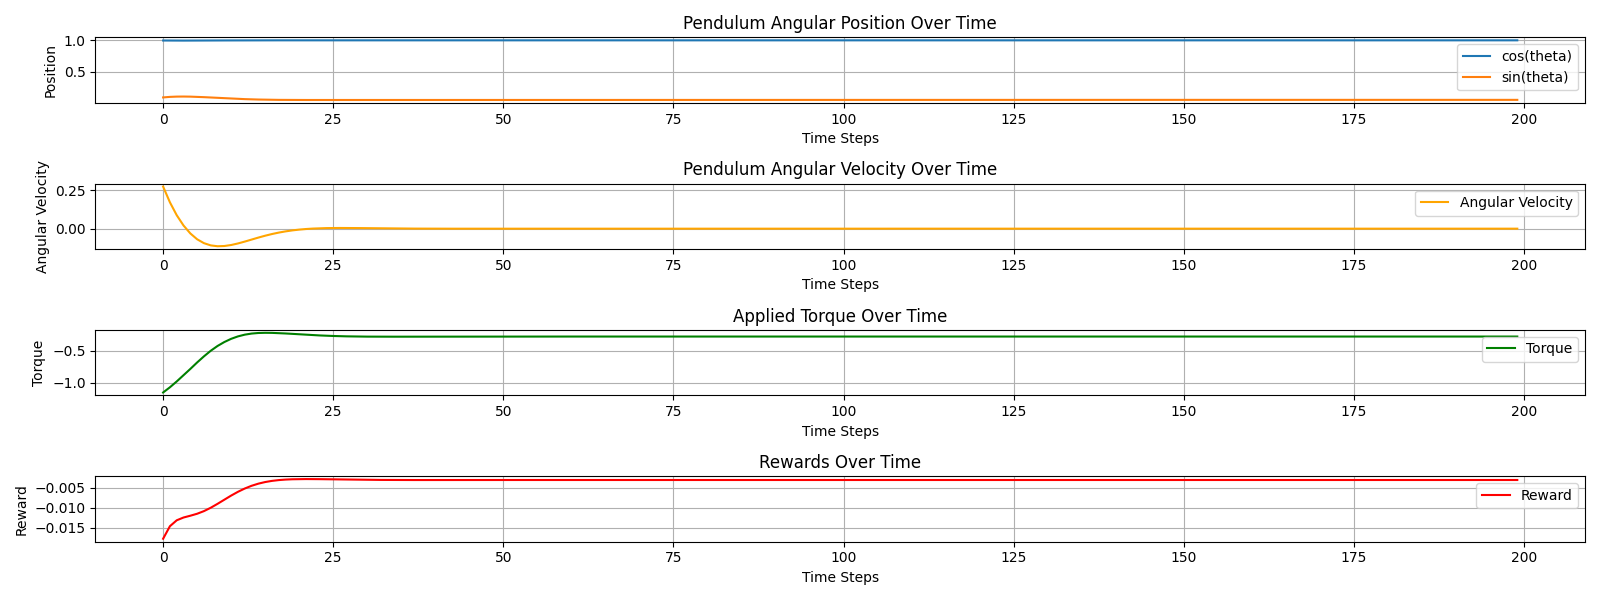 Pendulum Angular Position Over Time
Position
1.0
0.5
cos(theta)
sin(theta)
0 25 50 75 100 125 150 175 200
Time Steps
Pendulum Angular Velocity Over Time
Angular Velocity
0.25
0.00
Angular Velocity
0 25 50 75 100 125 150 175 200
Time Steps
Applied Torque Over Time
Torque
−0.5
−1.0
Torque
0 25 50 75 100 125 150 175 200
Time Steps
Rewards Over Time
Reward
−0.005
−0.010
−0.015
Reward
0 25 50 75 100 125 150 175 200
Time Steps